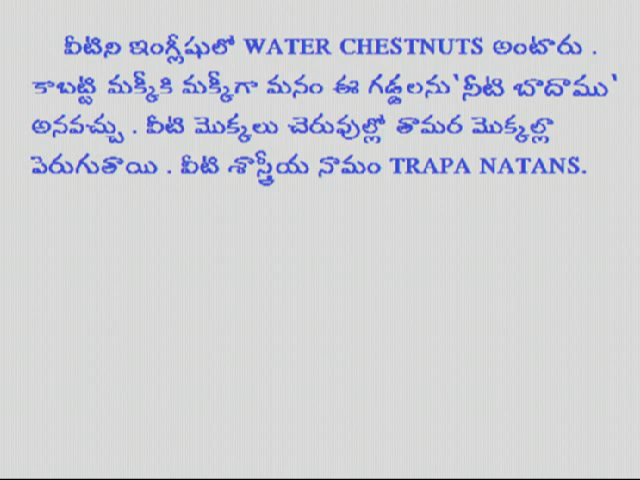 వీటిని ఇంగ్లీషులో WATER CHESTNUTS అంటారు .
కాబట్టి మక్కీకి మక్కీగా మనం ఈ గడ్డలను 'నీటి బాదాము'
అనవచ్చు . వీటి మొక్కలు చెరువుల్లో తామర మొక్కల్లా
పెరుగుతాయి . వీటి శాస్త్రీయ నామం TRAPA NATANS.